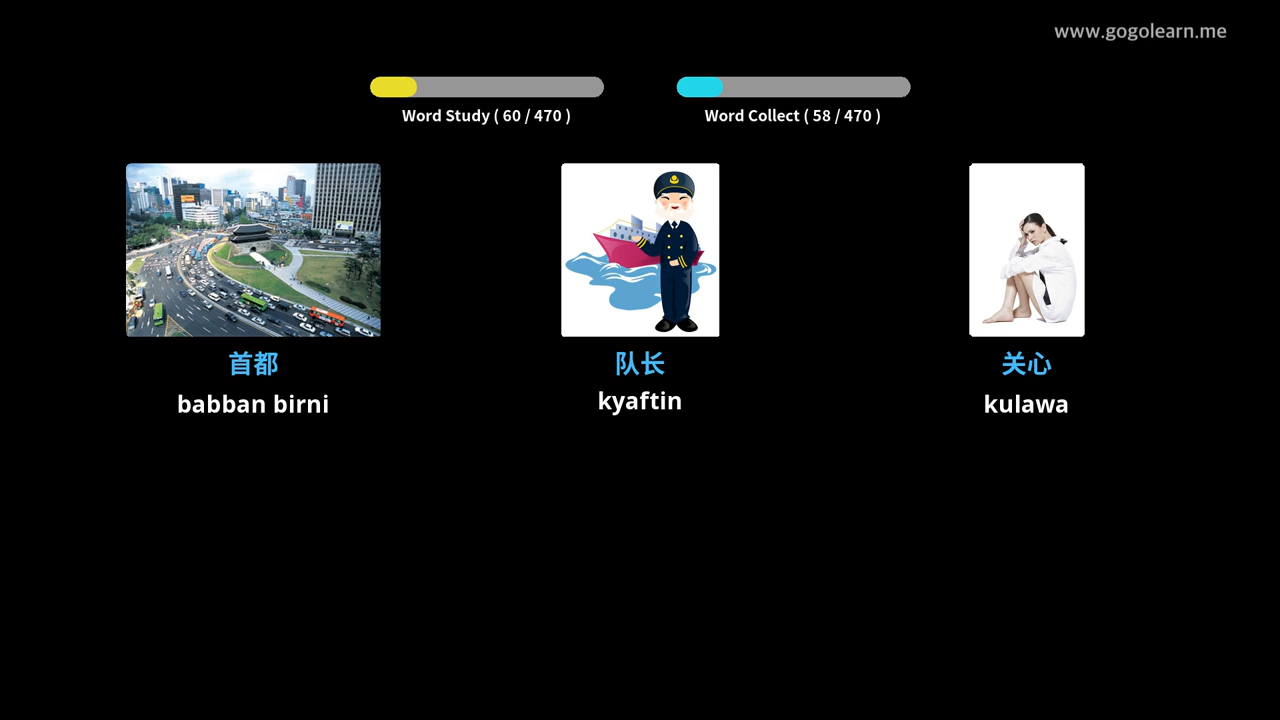 www.gogolearn.me
Word Study ( 60 / 470 )
Word Collect ( 58 / 470 )
首都
队长
关心
babban birni
kyaftin
kulawa